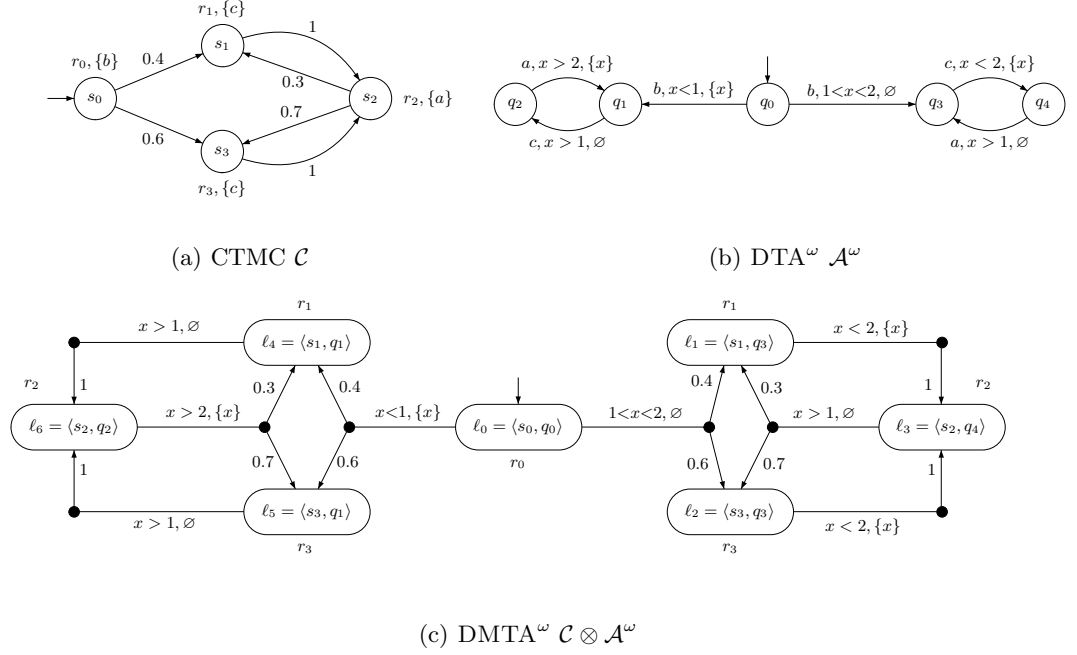 r₁, {c}
s₁
r₀, {b}
s₀
0.4
0.6
1
0.3
0.7
s₂
r₂, {a}
s₃
r₃, {c}
1
a, x > 2, {x}
q₂
q₁
c, x > 1, ∅
b, x<1, {x}
q₀
b, 1<x<2, ∅
c, x < 2, {x}
q₃
q₄
a, x > 1, ∅
(a) CTMC 𝒞
(b) DTA^ω 𝒜^ω
r₁
x > 1, ∅
ℓ₄ = ⟨s₁, q₁⟩
r₁
ℓ₁ = ⟨s₁, q₃⟩
x < 2, {x}
r₂
1
0.3
0.4
0.4
0.3
1
r₂
ℓ₆ = ⟨s₂, q₂⟩
x > 2, {x}
x<1, {x}
ℓ₀ = ⟨s₀, q₀⟩
r₀
1<x<2, ∅
x > 1, ∅
ℓ₃ = ⟨s₂, q₄⟩
1
0.7
0.6
0.6
0.7
1
x > 1, ∅
ℓ₅ = ⟨s₃, q₁⟩
r₃
ℓ₂ = ⟨s₃, q₃⟩
r₃
x < 2, {x}
(c) DMTA^ω 𝒞 ⊗ 𝒜^ω